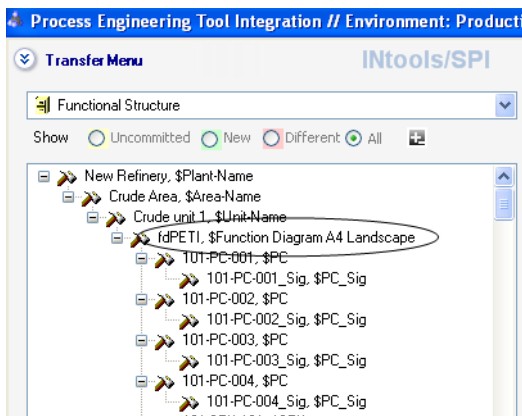 Process Engineering Tool Integration // Environment: Producti
Transfer Menu INtools/SPI
Functional Structure
Show Uncommitted New Different All
New Refinery, $Plant-Name
Crude Area, $Area-Name
Crude unit 1, $Unit-Name
fdPETI, $Function Diagram A4 Landscape
101-PC-001, $PC
101-PC-001_Sig, $PC_Sig
101-PC-002, $PC
101-PC-002_Sig, $PC_Sig
101-PC-003, $PC
101-PC-003_Sig, $PC_Sig
101-PC-004, $PC
101-PC-004_Sig, $PC_Sig